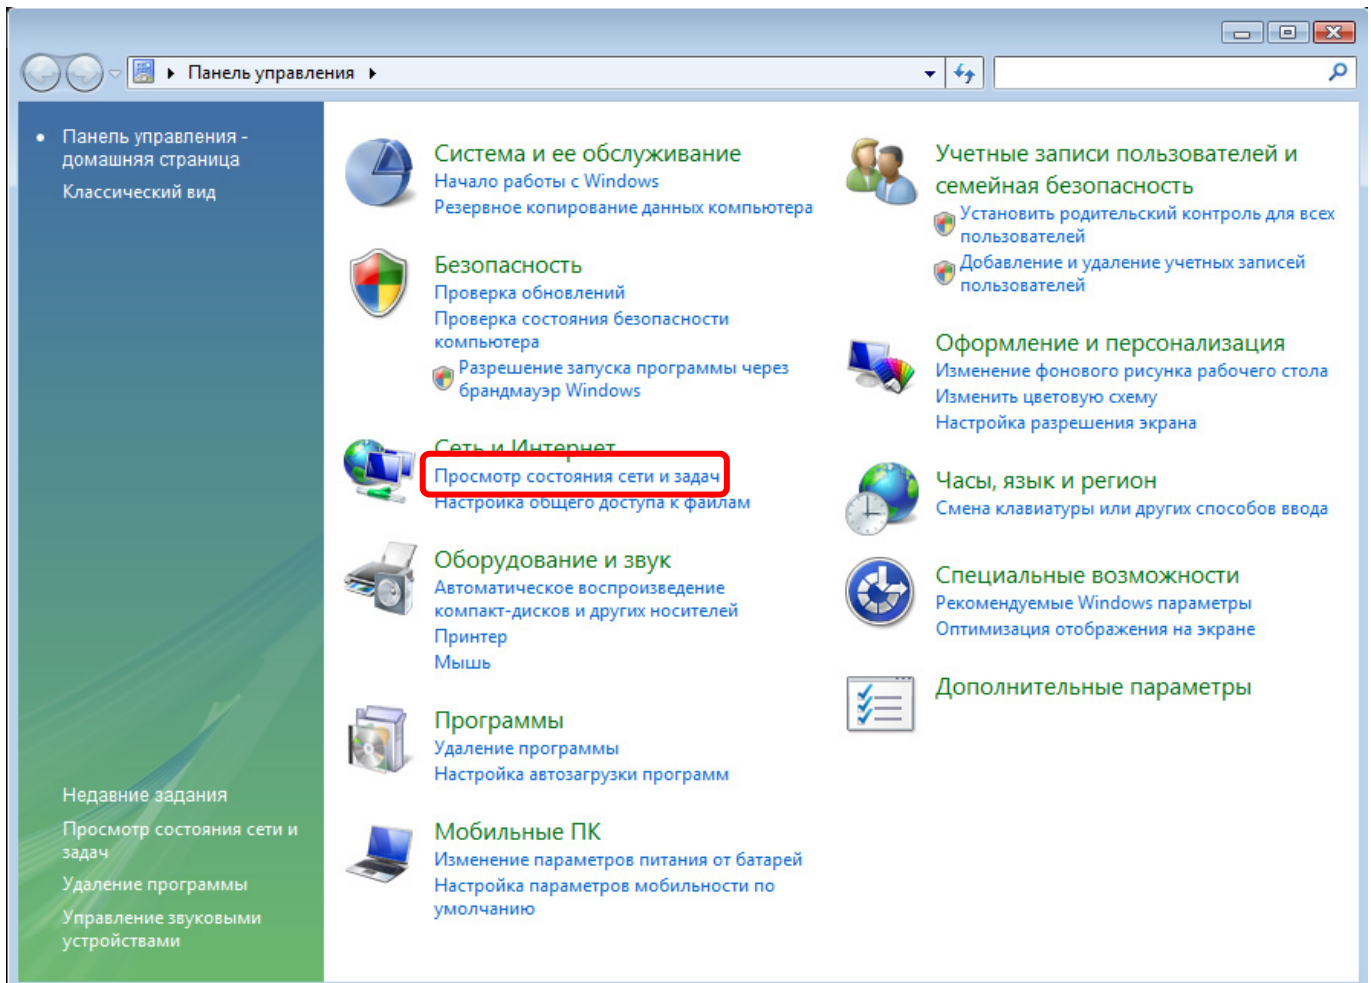 Панель управления
Панель управления -
домашняя страница
Классический вид
Недавние задания
Просмотр состояния сети и
задач
Удаление программы
Управление звуковыми
устройствами
Система и ее обслуживание
Начало работы с Windows
Резервное копирование данных компьютера
Безопасность
Проверка обновлений
Проверка состояния безопасности
компьютера
Разрешение запуска программы через
брандмауэр Windows
Сеть и Интернет
Просмотр состояния сети и задач
Настройка общего доступа к файлам
Оборудование и звук
Автоматическое воспроизведение
компакт-дисков и других носителей
Принтер
Мышь
Программы
Удаление программы
Настройка автозагрузки программ
Мобильные ПК
Изменение параметров питания от батарей
Настройка параметров мобильности по
умолчанию
Учетные записи пользователей и
семейная безопасность
Установить родительский контроль для всех
пользователей
Добавление и удаление учетных записей
пользователей
Оформление и персонализация
Изменение фонового рисунка рабочего стола
Изменить цветовую схему
Настройка разрешения экрана
Часы, язык и регион
Смена клавиатуры или других способов ввода
Специальные возможности
Рекомендуемые Windows параметры
Оптимизация отображения на экране
Дополнительные параметры